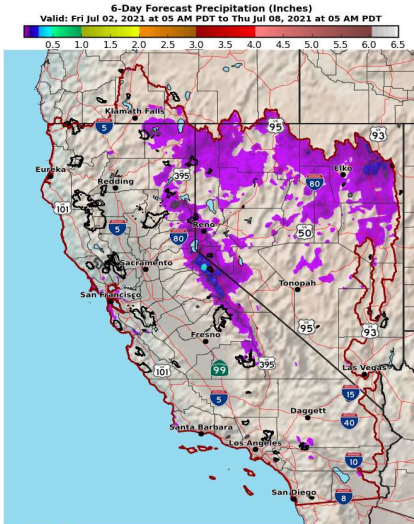 6-Day Forecast Precipitation (Inches)
Valid: Fri Jul 02, 2021 at 05 AM PDT to Thu Jul 08, 2021 at 05 AM PDT
0.5 1.0 1.5 2.0 2.5 3.0 3.5 4.0 4.5 5.0 5.5 6.0 6.5
Klamath Falls
5
US 95
US 93
Eureka
Redding
395
80
Elko
101
5
80
Reno
50
Sacramento
San Francisco
Tonopah
US 95
US 93
Fresno
101
99
395
Las Vegas
5
15
Daggett
40
Santa Barbara
Los Angeles
10
San Diego
8